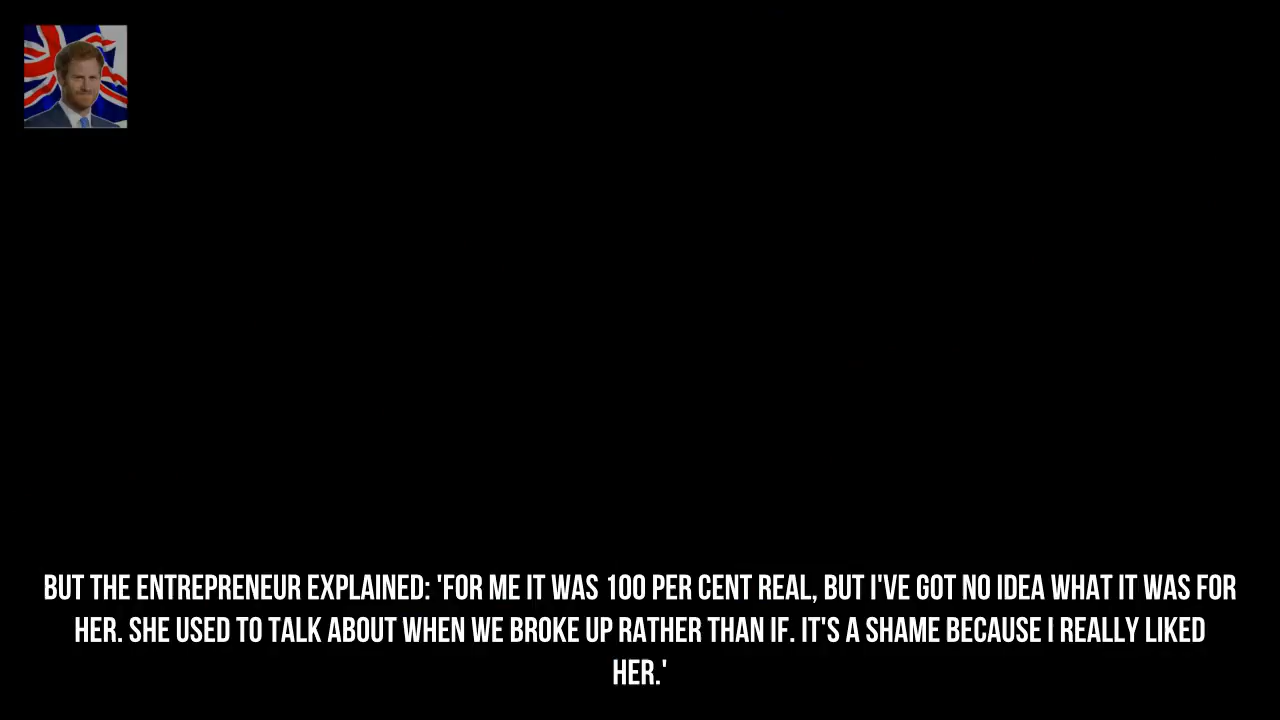 BUT THE ENTREPRENEUR EXPLAINED: 'FOR ME IT WAS 100 PER CENT REAL, BUT I'VE GOT NO IDEA WHAT IT WAS FOR
HER. SHE USED TO TALK ABOUT WHEN WE BROKE UP RATHER THAN IF. IT'S A SHAME BECAUSE I REALLY LIKED
HER.'